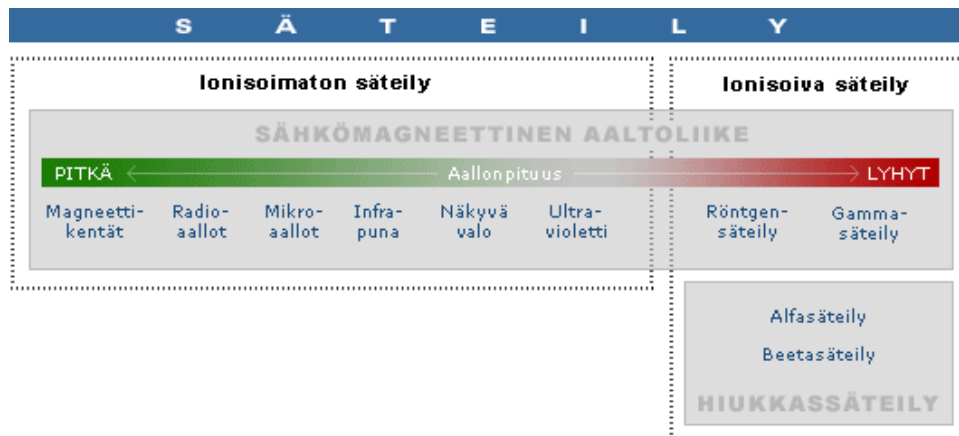 SÄTEILY
Ionisoimaton säteily
Ionisoiva säteily
SÄHKÖMAGNEETTINEN AALTOLIIKE
PITKÄ Aallonpituus LYHYT
Magneetti-
kentät
Radio-
aallot
Mikro-
aallot
Infra-
puna
Näkyvä
valo
Ultra-
violetti
Röntgen-
säteily
Gamma-
säteily
Alfasäteily
Beetasäteily
HIUKKASSÄTEILY